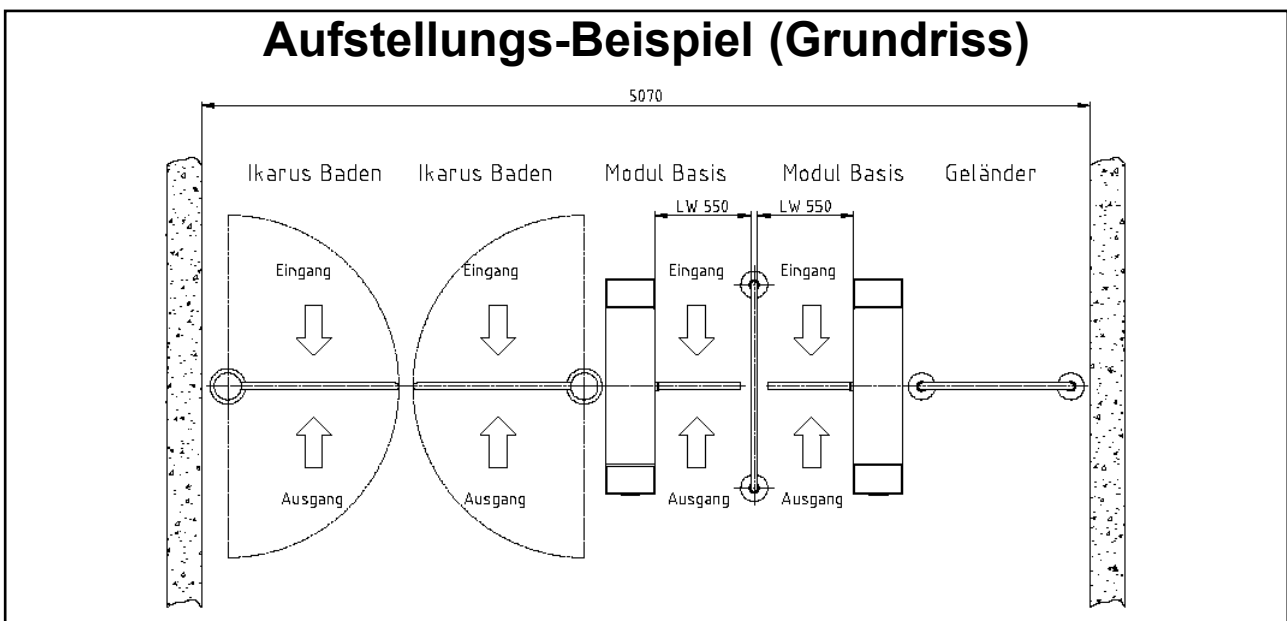 Aufstellungs-Beispiel (Grundriss)
5070
Ikarus Baden Ikarus Baden Modul Basis Modul Basis Geländer
LW 550 LW 550
Eingang Eingang Eingang Eingang
Ausgang Ausgang Ausgang Ausgang